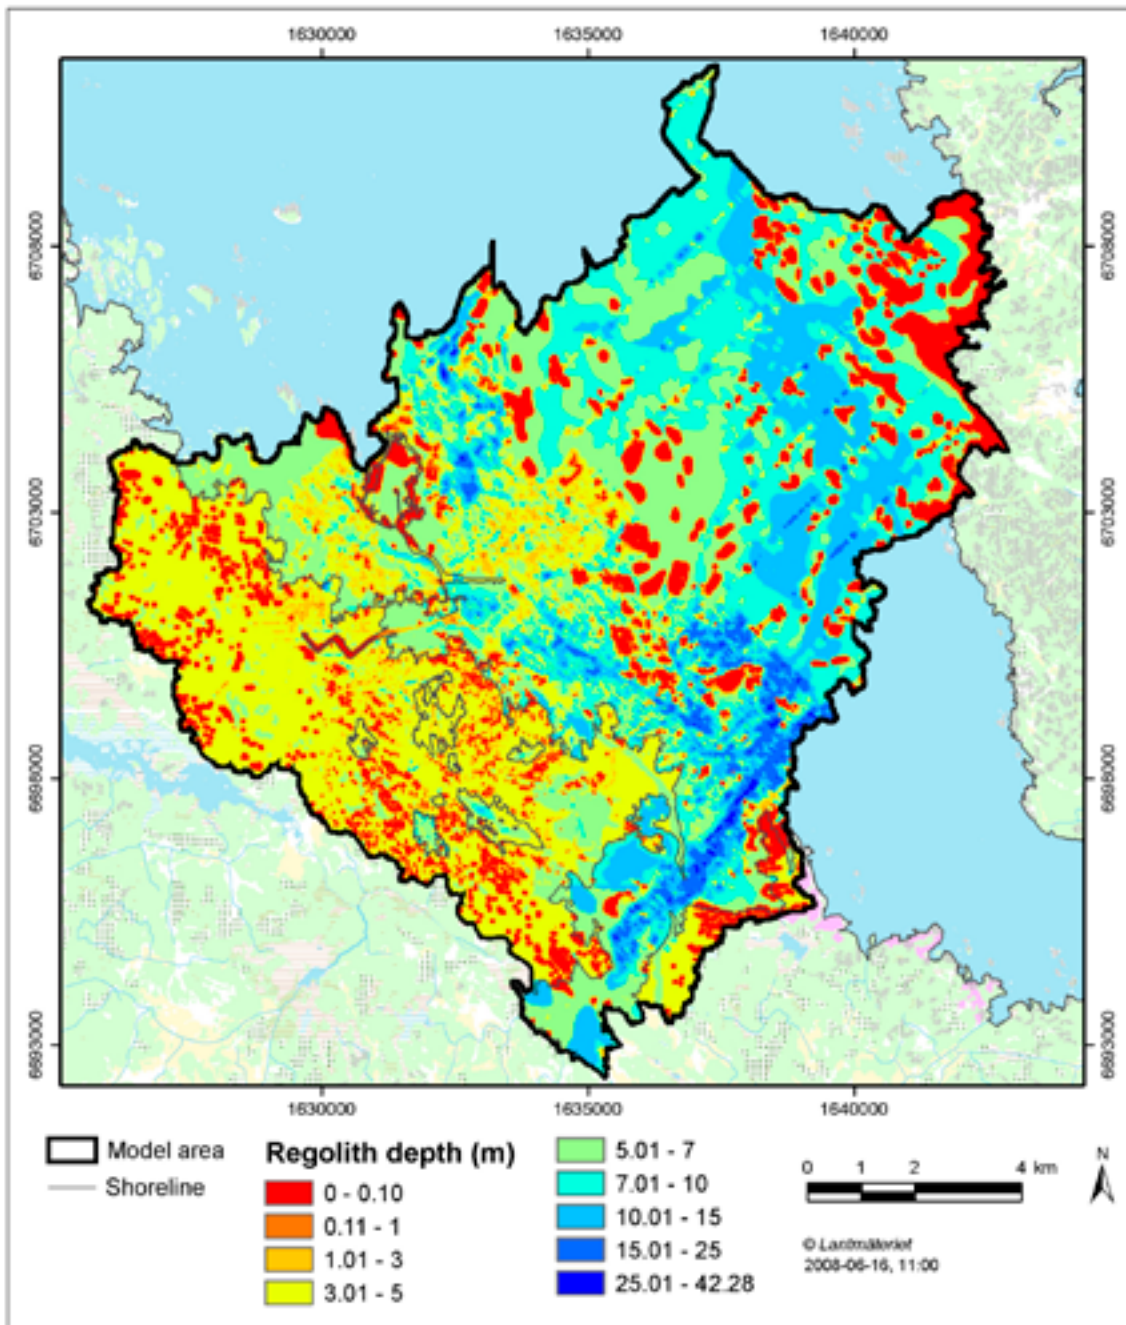 1630000 1635000 1640000
6708000 6708000
6703000 6703000
6698000 6698000
6693000 6693000
1630000 1635000 1640000
Model area
Shoreline
Regolith depth (m)
0 - 0.10
0.11 - 1
1.01 - 3
3.01 - 5
5.01 - 7
7.01 - 10
10.01 - 15
15.01 - 25
25.01 - 42.28
0 1 2 4 km
N
© Lantmäteriet
2008-06-16, 11:00